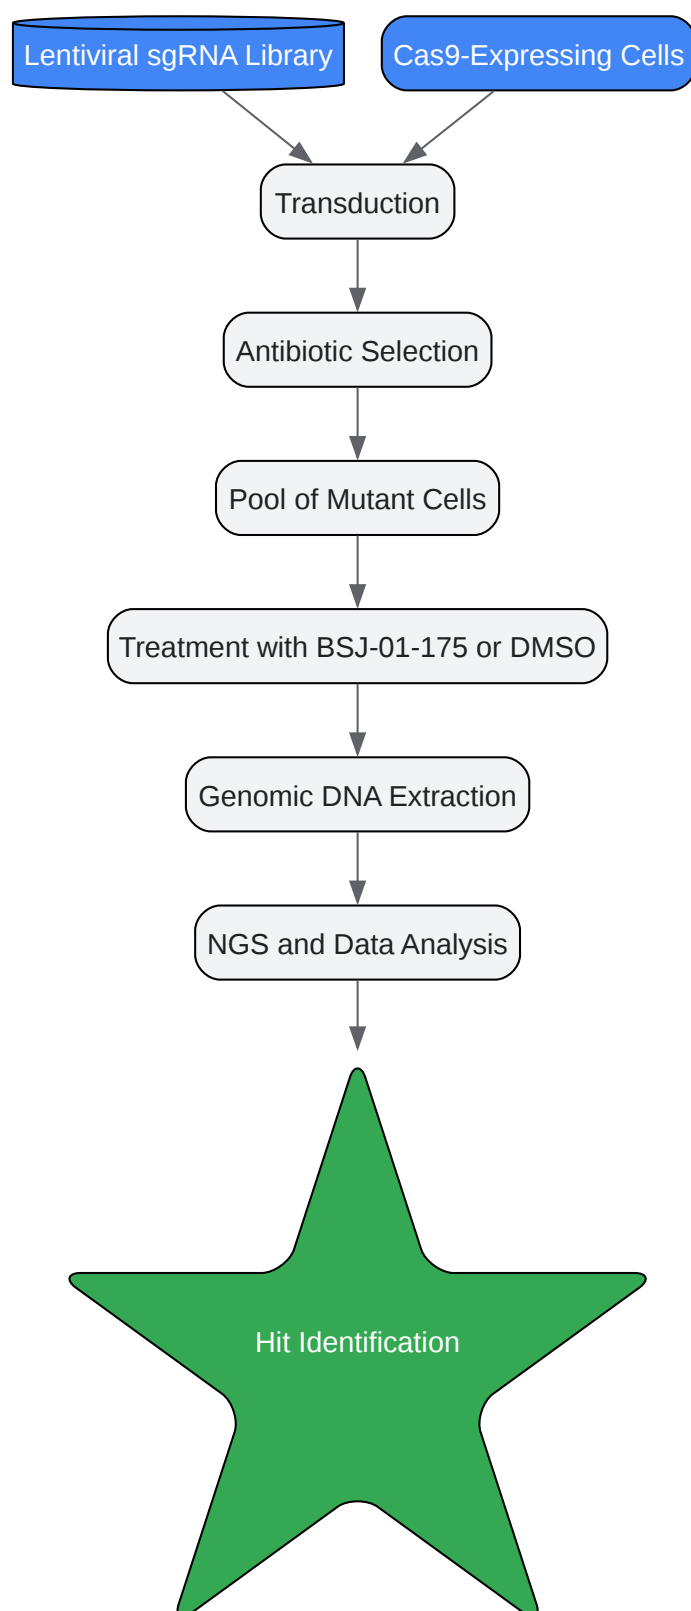 Lentiviral sgRNA Library
Cas9-Expressing Cells
Transduction
Antibiotic Selection
Pool of Mutant Cells
Treatment with BSJ-01-175 or DMSO
Genomic DNA Extraction
NGS and Data Analysis
Hit Identification